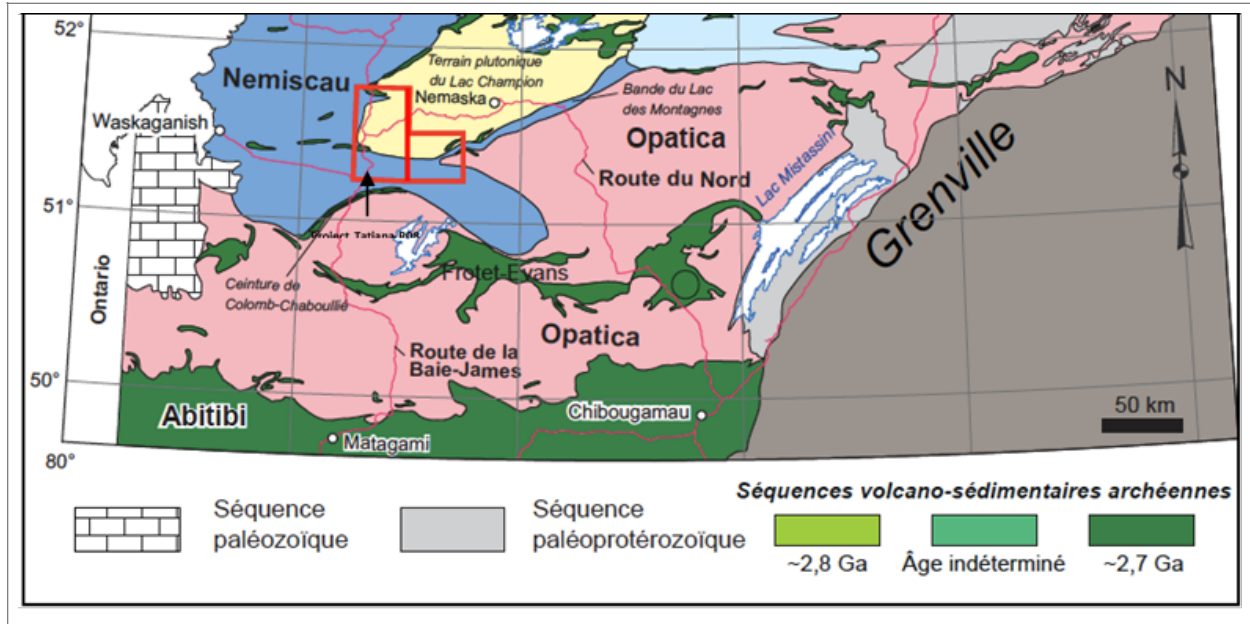 52°
Nemiscau
Terrain plutonique
du Lac Champion
Nemaska
Bande du Lac
des Montagnes
N
Waskaganish
Opatica
Route du Nord
Lac Mistassini
Grenville
51°
Project Tatiana
Frotet-Evans
Ceinture de
Colomb-Chaboullié
Ontario
Opatica
Route de la
Baie-James
50°
Abitibi
Chibougamau
50 km
Matagami
80°
Séquence
paléozoïque
Séquence
paléoprotérozoïque
Séquences volcano-sédimentaires archéennes
~2,8 Ga
Âge indéterminé
~2,7 Ga